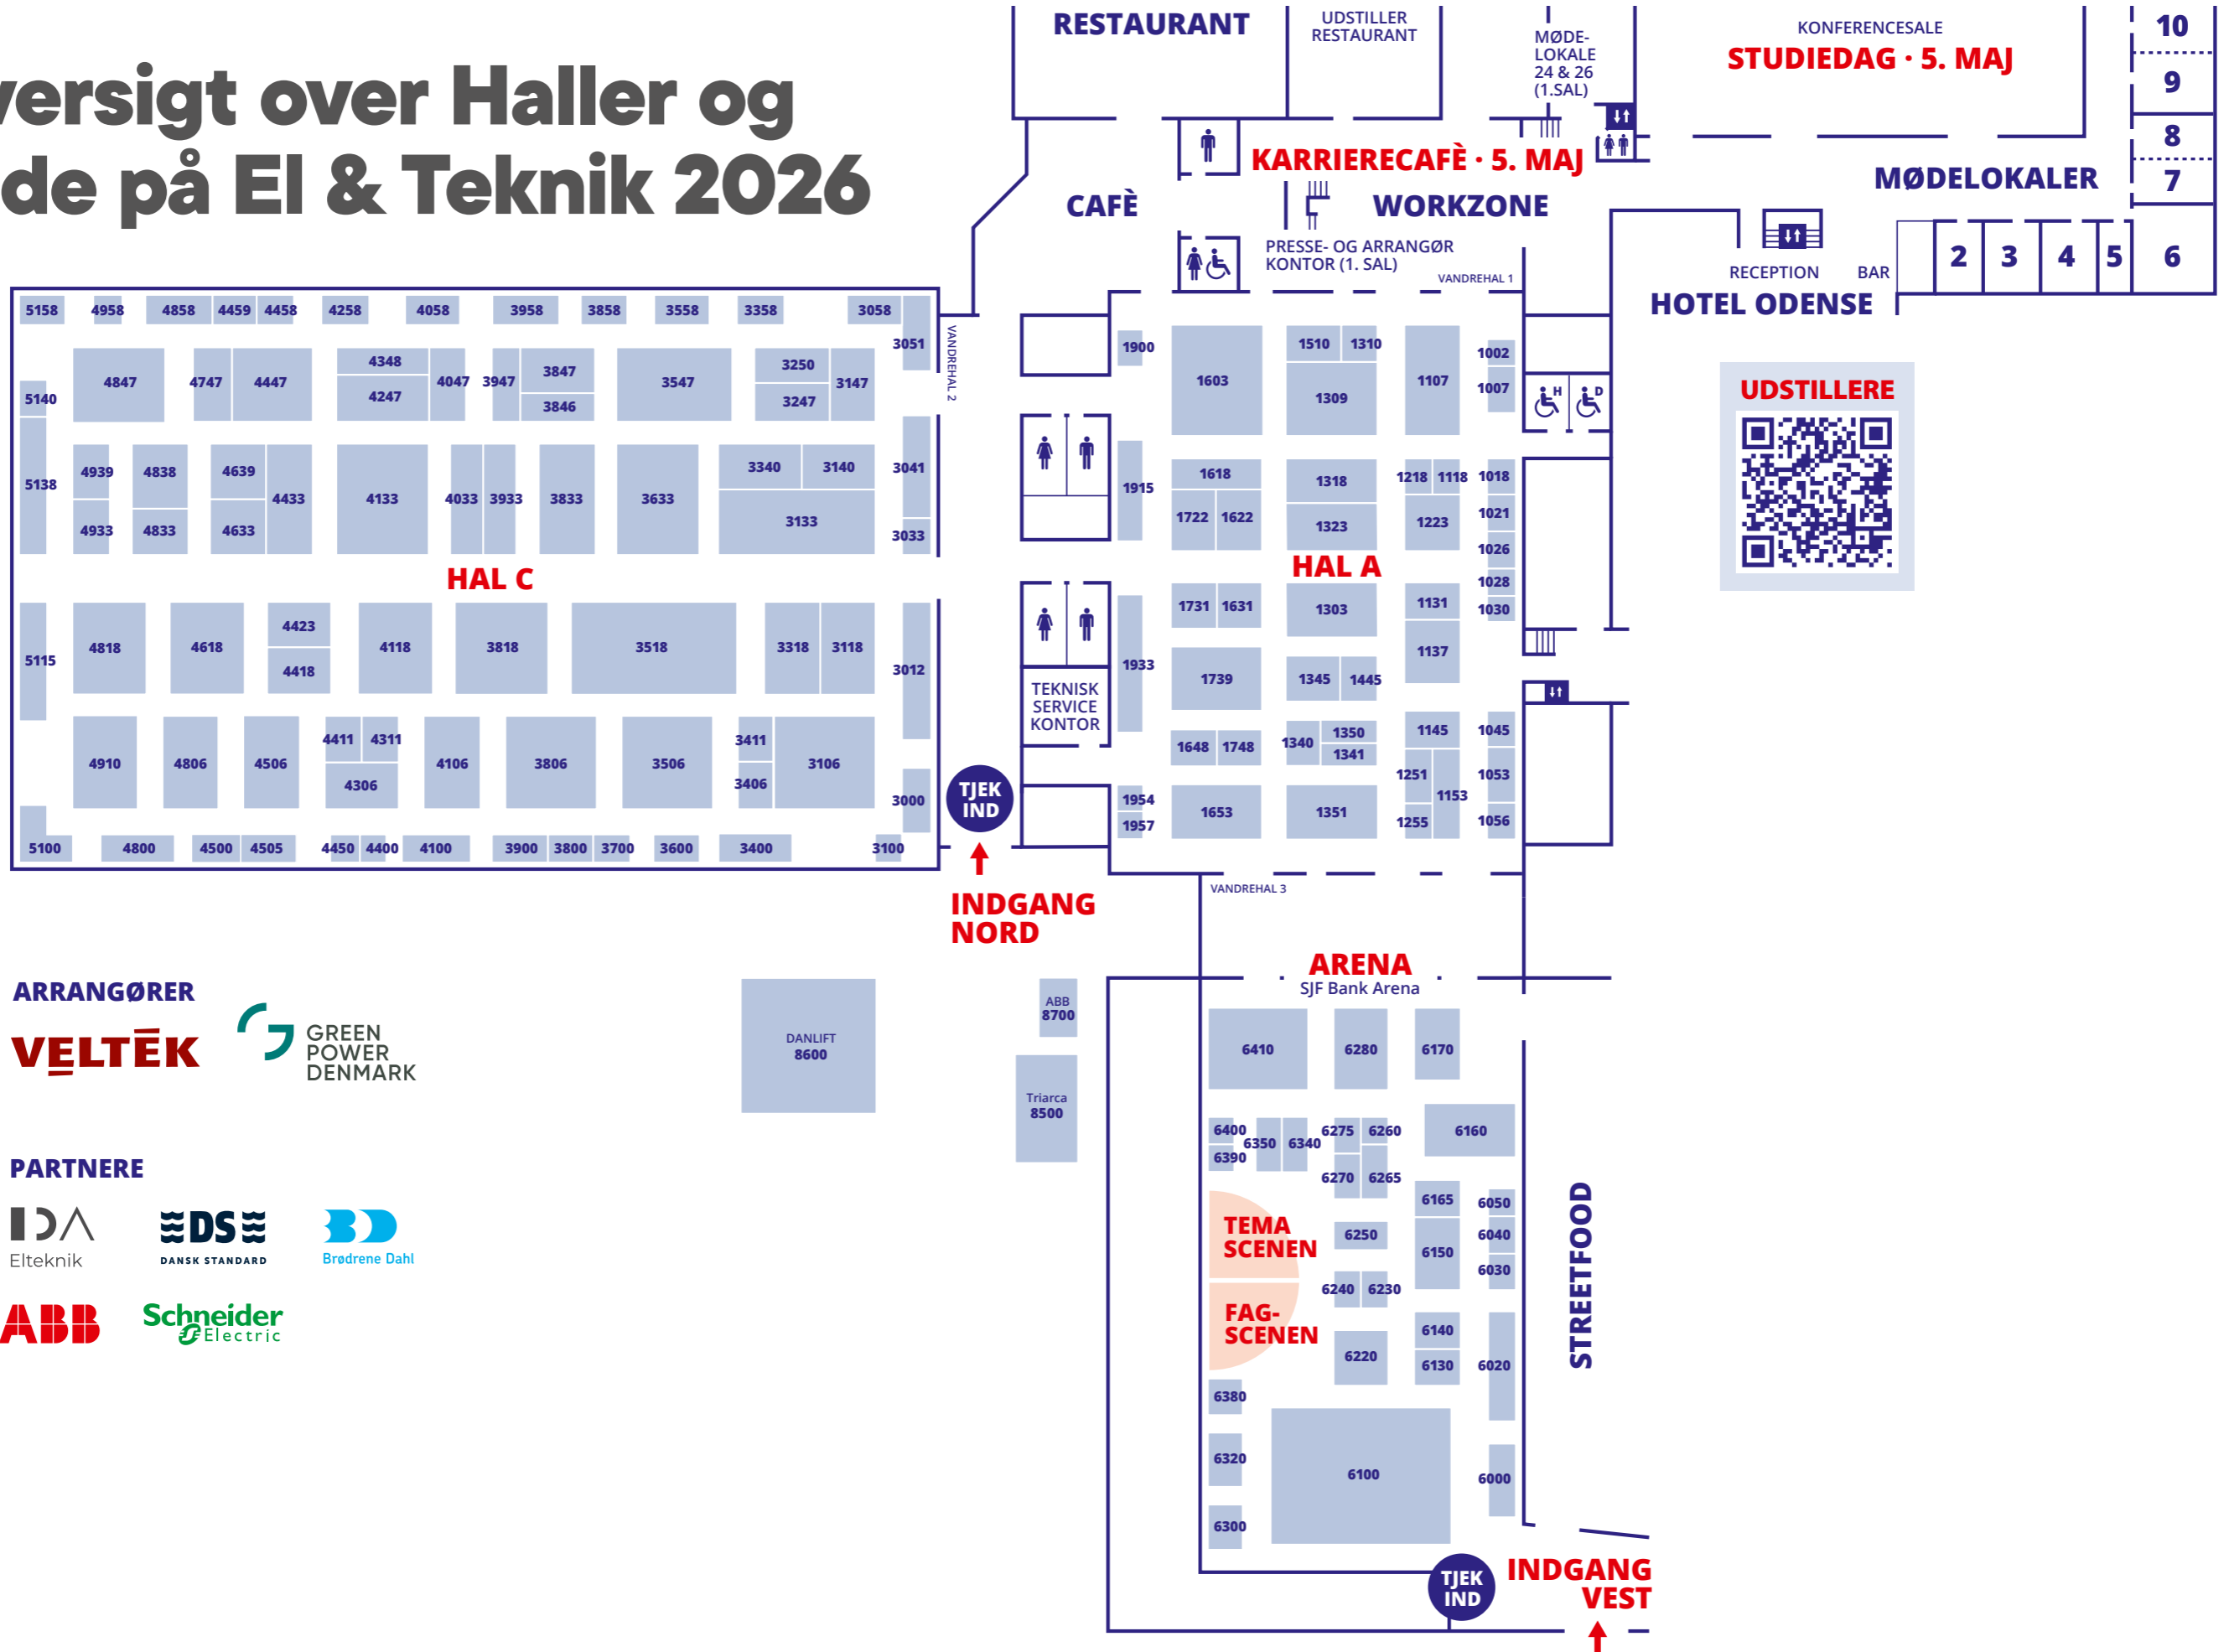 versigt over Haller og
de på El & Teknik 2026
RESTAURANT
UDSTILLER
RESTAURANT
MØDE-
LOKALE
24 & 26
(1.SAL)
KONFERENCESALE
STUDIEDAG · 5. MAJ
10
9
8
7
6
KARRIERECAFÈ · 5. MAJ
CAFÈ
WORKZONE
MØDELOKALER
PRESSE- OG ARRANGØR
KONTOR (1. SAL)
VANDREHAL 1
RECEPTION
BAR
2 3 4 5
HOTEL ODENSE
UDSTILLERE
H D
VANDREHAL 2
5158 4958 4858 4459 4458 4258 4058 3958 3858 3558 3358 3058
3051
4847 4747 4447 4348 4247 4047 3947 3847 3846 3547 3250 3247 3147
5140
5138
4939 4838 4639 4433 4133 4033 3933 3833 3633 3340 3140 3041
4933 4833 4633 3133 3033
HAL C
5115
4818 4618 4423 4118 3818 3518 3318 3118 3012
4418
4910 4806 4506 4411 4311 4106 3806 3506 3411 3106
4306 3406 3000
5100 4800 4500 4505 4450 4400 4100 3900 3800 3700 3600 3400 3100
TEKNISK
SERVICE
KONTOR
TJEK
IND
INDGANG
NORD
1900 1603 1510 1310 1107 1002
1309 1007
1915 1618 1318 1218 1118 1018
1722 1622 1323 1223 1021
1026
HAL A
1028
1731 1631 1303 1131 1030
1933 1739 1345 1445 1137
1648 1748 1340 1350 1145 1045
1341
1251 1153 1053
1954 1653 1351
1957 1255 1056
VANDREHAL 3
ARENA
SJF Bank Arena
6410 6280 6170
6400 6350 6340 6275 6260 6160
6390 6270 6265
6165 6050
TEMA
SCENEN
6250 6150 6040
6030
6240 6230
FAG-
SCENEN
6220 6140
6130 6020
6380
6320 6100 6000
6300
STREETFOOD
TJEK
IND
INDGANG
VEST
DANLIFT
8600
ABB
8700
Triarca
8500
ARRANGØRER
VELTĒK
GREEN
POWER
DENMARK
PARTNERE
IDA
Elteknik
DS
DANSK STANDARD
BD
Brødrene Dahl
ABB
Schneider
Electric